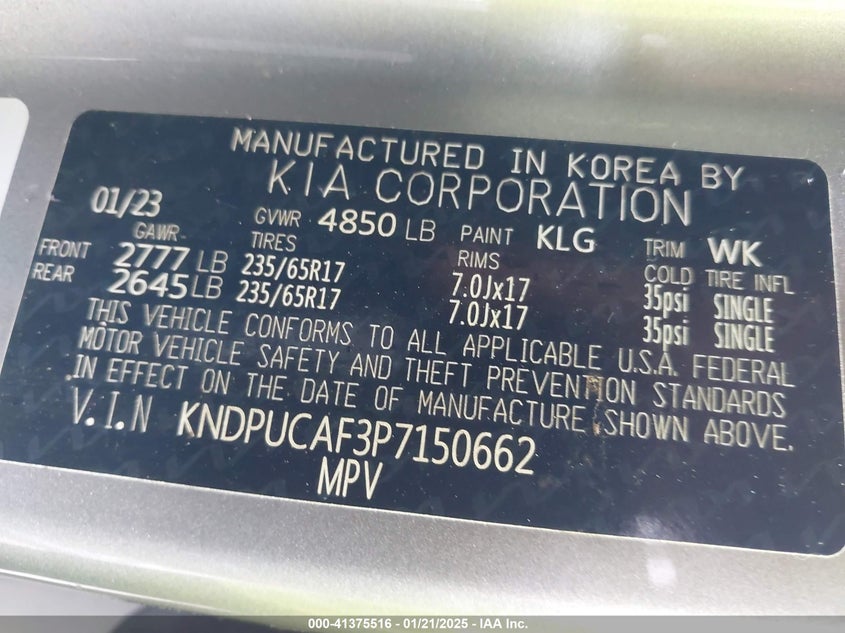 MANUFACTURED IN KOREA BY
KIA CORPORATION
01/23 GVWR 4850 LB PAINT KLG TRIM WK
GAWR TIRES RIMS COLD TIRE INFL
FRONT 2777 LB 235/65R17 7.0Jx17 35psi SINGLE
REAR 2645 LB 235/65R17 7.0Jx17 35psi SINGLE
THIS VEHICLE CONFORMS TO ALL APPLICABLE U.S.A. FEDERAL
MOTOR VEHICLE SAFETY AND THEFT PREVENTION STANDARDS
IN EFFECT ON THE DATE OF MANUFACTURE SHOWN ABOVE.
V.I.N KNDPUCAF3P7150662
MPV
000-41375516 - 01/21/2025 - IAA Inc.